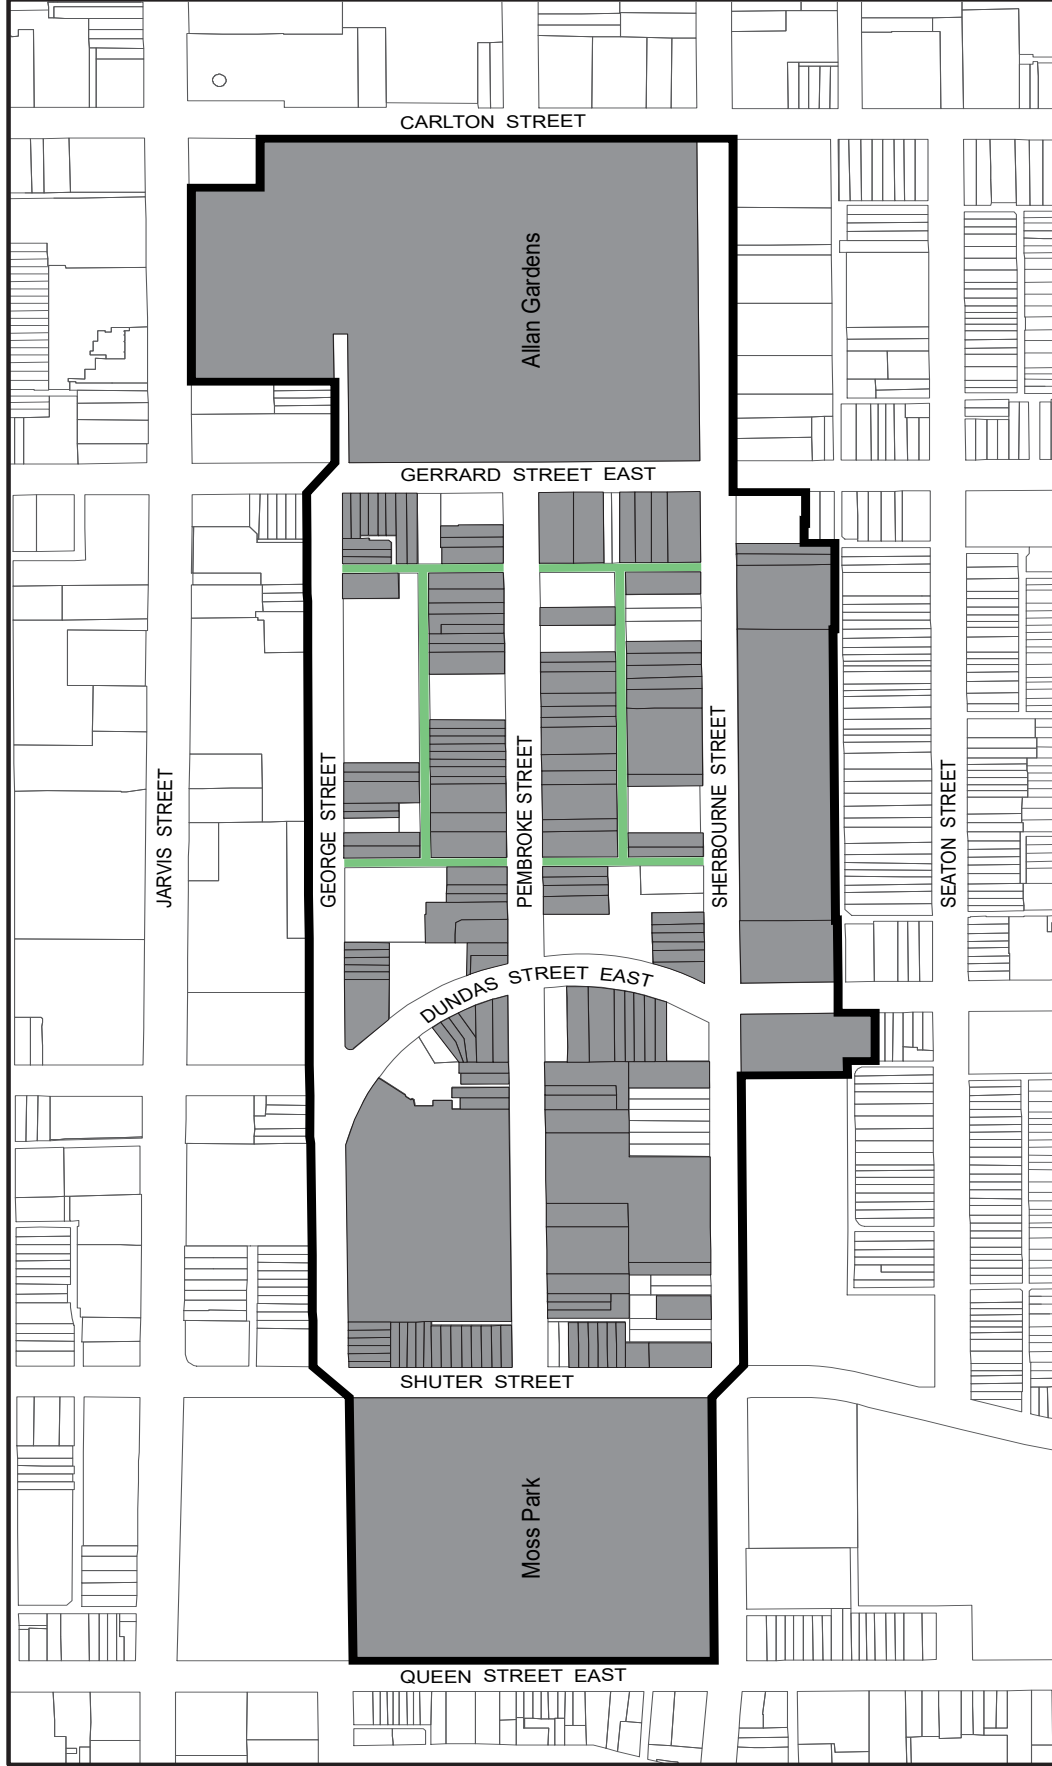 CARLTON STREET
Allan Gardens
GERRARD STREET EAST
JARVIS STREET
GEORGE STREET
PEMBROKE STREET
SHERBOURNE STREET
SEATON STREET
DUNDAS STREET EAST
SHUTER STREET
Moss Park
QUEEN STREET EAST